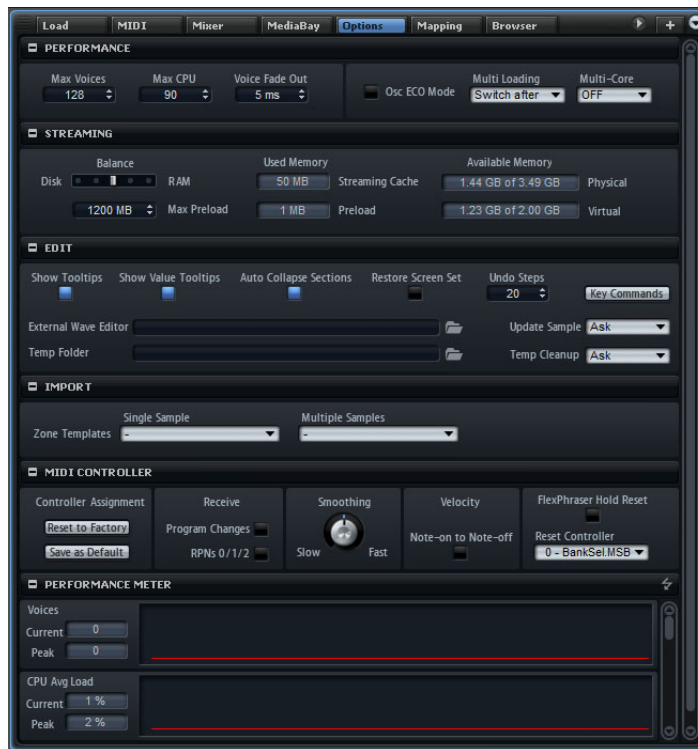 Load MIDI Mixer MediaBay Options Mapping Browser
PERFORMANCE
Max Voices Max CPU Voice Fade Out Multi Loading Multi-Core
128 90 5 ms Osc ECO Mode Switch after OFF
STREAMING
Balance Used Memory Available Memory
Disk RAM 50 MB Streaming Cache 1.44 GB of 3.49 GB Physical
1200 MB Max Preload 1 MB Preload 1.23 GB of 2.00 GB Virtual
EDIT
Show Tooltips Show Value Tooltips Auto Collapse Sections Restore Screen Set Undo Steps
20 Key Commands
External Wave Editor Update Sample Ask
Temp Folder Temp Cleanup Ask
IMPORT
Single Sample Multiple Samples
Zone Templates - -
MIDI CONTROLLER
Controller Assignment Receive Smoothing Velocity FlexPhraser Hold Reset
Reset to Factory Program Changes Note-on to Note-off Reset Controller
Save as Default RPNs 0/1/2 Slow Fast 0 - BankSel.MSB
PERFORMANCE METER
Voices
Current 0
Peak 0
CPU Avg Load
Current 1 %
Peak 2 %